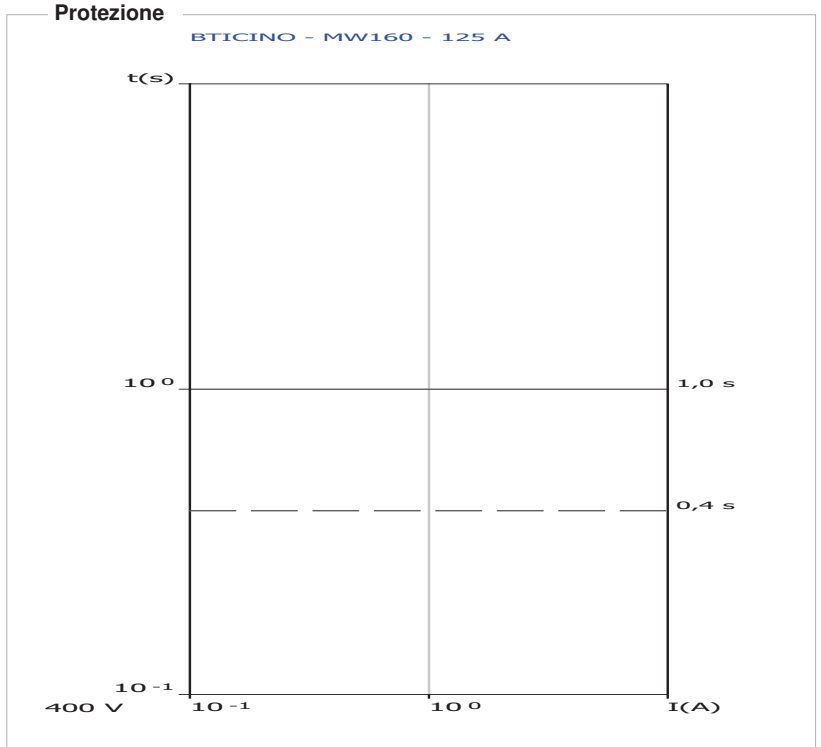 Protezione
BTICINO - MW160 - 125 A
t(s)
10 0
1,0 s
0,4 s
10 -1
400 V
10 -1
10 0
I(A)